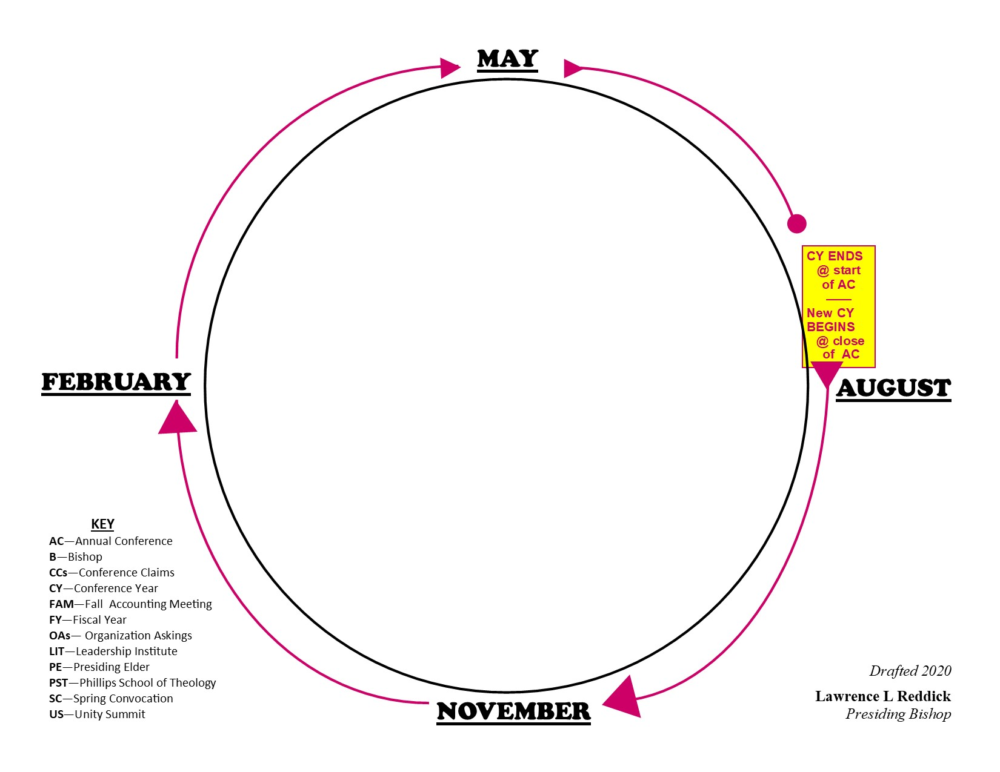 MAY
CY ENDS
@ start
of AC
New CY
BEGINS
@ close
of AC
FEBRUARY
AUGUST
KEY
AC—Annual Conference
B—Bishop
CCs—Conference Claims
CY—Conference Year
FAM—Fall Accounting Meeting
FY—Fiscal Year
OAs— Organization Askings
LIT—Leadership Institute
PE—Presiding Elder
PST—Phillips School of Theology
SC—Spring Convocation
US—Unity Summit
NOVEMBER
Drafted 2020
Lawrence L Reddick
Presiding Bishop